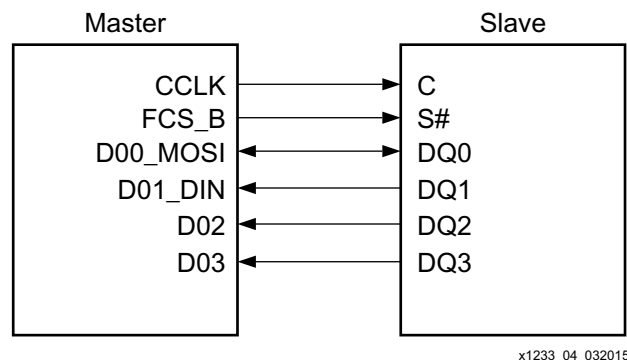 Master
Slave
CCLK
C
FCS_B
S#
D00_MOSI
DQ0
D01_DIN
DQ1
D02
DQ2
D03
DQ3
x1233_04_032015